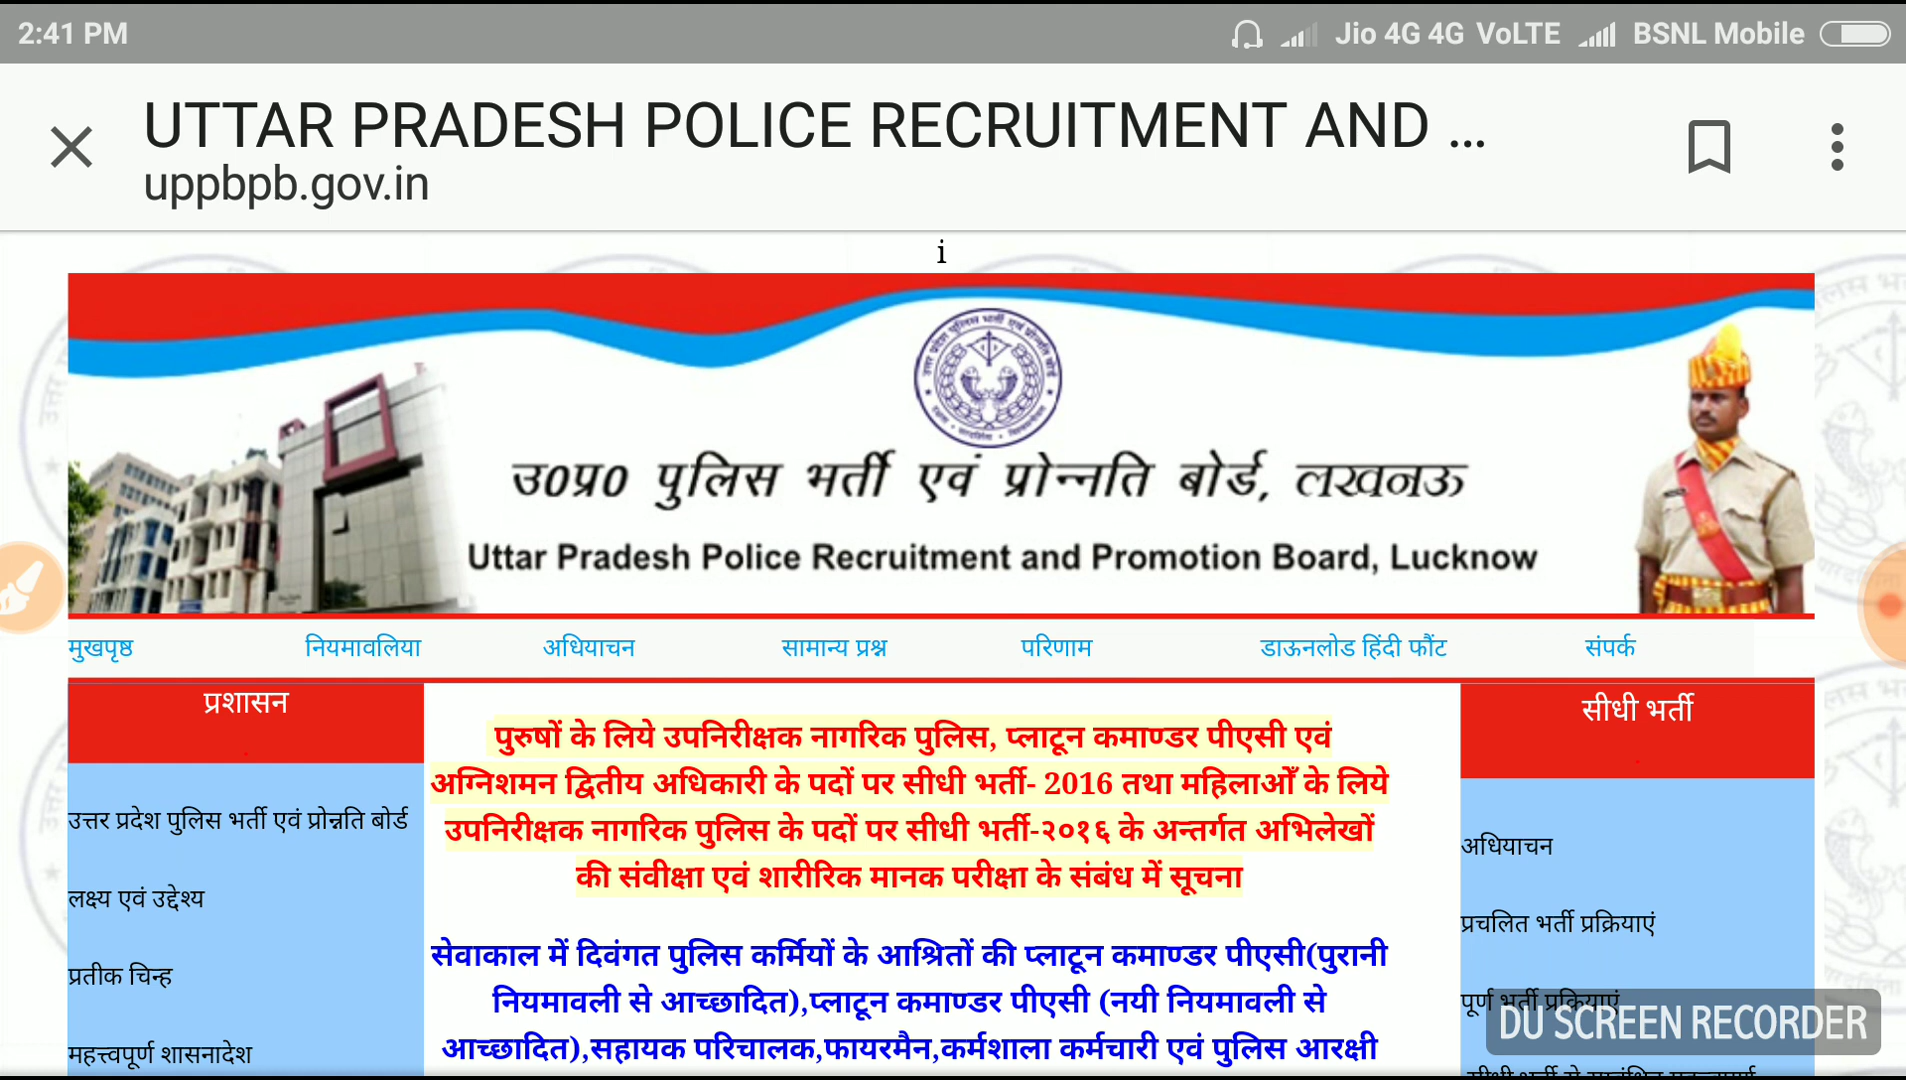 2:41 PM
Jio 4G 4G VoLTE BSNL Mobile
UTTAR PRADESH POLICE RECRUITMENT AND ...
uppbpb.gov.in
i
उ0प्र0 पुलिस भर्ती एवं प्रोन्नति बोर्ड, लखनऊ
Uttar Pradesh Police Recruitment and Promotion Board, Lucknow
मुखपृष्ठ नियमावलिया अधियाचन सामान्य प्रश्न परिणाम डाऊनलोड हिंदी फौंट संपर्क
प्रशासन
उत्तर प्रदेश पुलिस भर्ती एवं प्रोन्नति बोर्ड
लक्ष्य एवं उद्देश्य
प्रतीक चिन्ह
महत्त्वपूर्ण शासनादेश
पुरुषों के लिये उपनिरीक्षक नागरिक पुलिस, प्लाटून कमाण्डर पीएसी एवं
अग्निशमन द्वितीय अधिकारी के पदों पर सीधी भर्ती- 2016 तथा महिलाओं के लिये
उपनिरीक्षक नागरिक पुलिस के पदों पर सीधी भर्ती-२०१६ के अन्तर्गत अभिलेखों
की संवीक्षा एवं शारीरिक मानक परीक्षा के संबंध में सूचना
सेवाकाल में दिवंगत पुलिस कर्मियों के आश्रितों की प्लाटून कमाण्डर पीएसी(पुरानी
नियमावली से आच्छादित),प्लाटून कमाण्डर पीएसी (नयी नियमावली से
आच्छादित),सहायक परिचालक,फायरमैन,कर्मशाला कर्मचारी एवं पुलिस आरक्षी
सीधी भर्ती
अधियाचन
प्रचलित भर्ती प्रक्रियाएं
पूर्ण भर्ती प्रक्रियाएं
DU SCREEN RECORDER